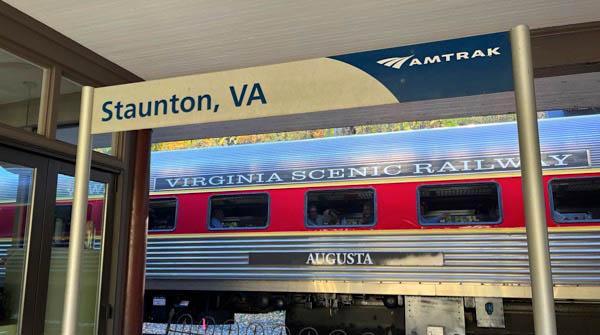 AMTRAK
Staunton, VA
VIRGINIA SCENIC RAILWAY
AUGUSTA